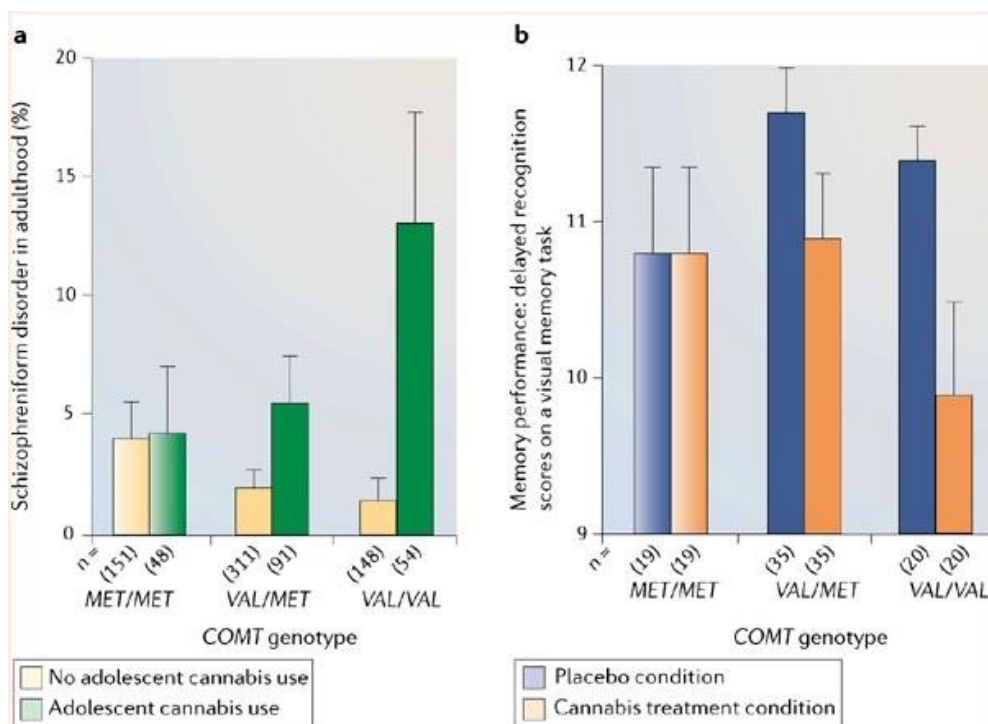 a
Schizophreniform disorder in adulthood (%)
20
15
10
5
0
n =
(151)
(48)
(311)
(91)
(148)
(54)
MET/MET
VAL/MET
VAL/VAL
COMT genotype
No adolescent cannabis use
Adolescent cannabis use
b
Memory performance: delayed recognition
scores on a visual memory task
12
11
10
9
n =
(19)
(19)
(35)
(35)
(20)
(20)
MET/MET
VAL/MET
VAL/VAL
COMT genotype
Placebo condition
Cannabis treatment condition